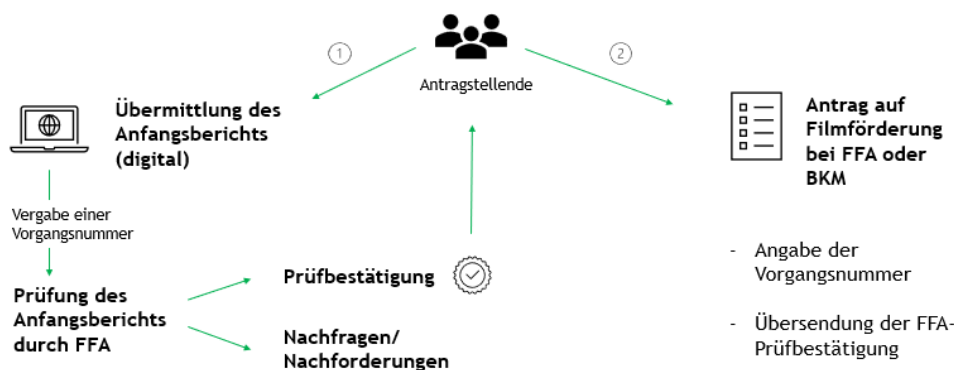 1
2
Antragstellende
Übermittlung des
Anfangsberichts
(digital)
Antrag auf
Filmförderung
bei FFA oder
BKM
Vergabe einer
Vorgangsnummer
Prüfung des
Anfangsberichts
durch FFA
Prüfbestätigung
Nachfragen/
Nachforderungen
- Angabe der
Vorgangsnummer
- Übersendung der FFA-
Prüfbestätigung